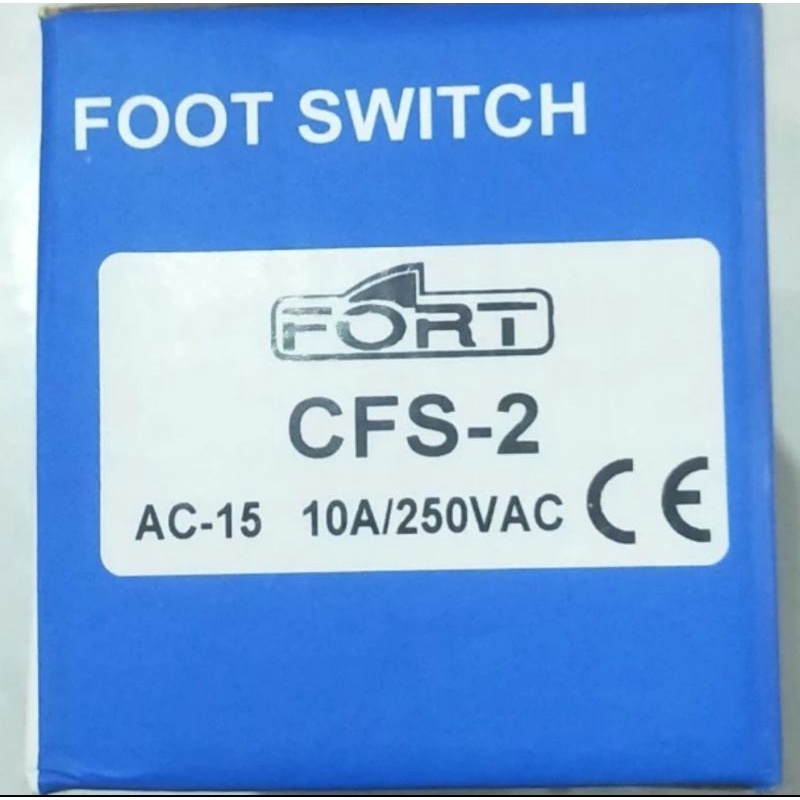 FOOT SWITCH
FORT
CFS-2
AC-15 10A/250VAC CE